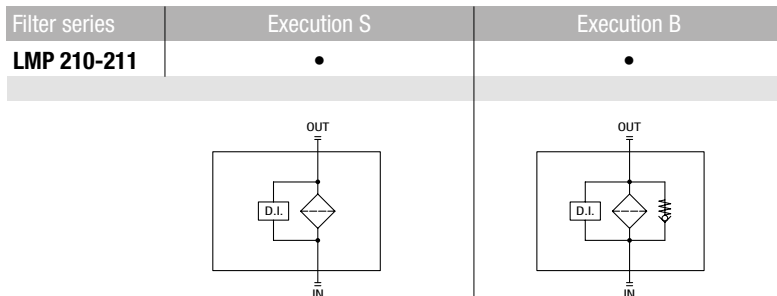 Filter series Execution S Execution B
LMP 210-211 • •
OUT OUT
D.I. D.I.
IN IN